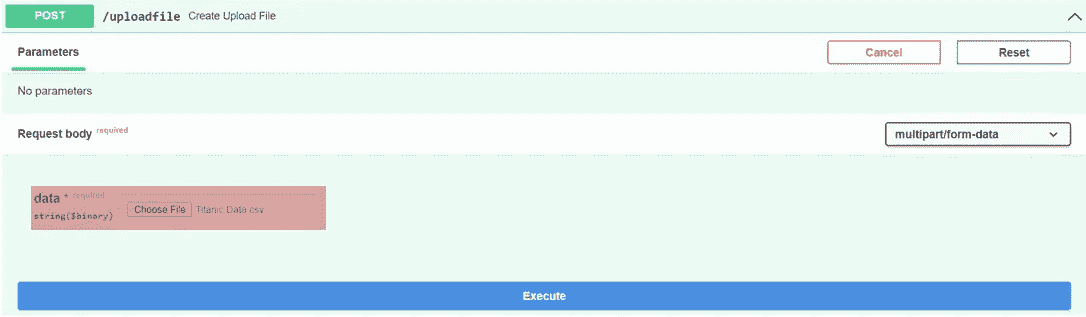 POST /uploadfile Create Upload File
Parameters Cancel Reset
No parameters
Request body required multipart/form-data
data * required
string($binary) Choose File Titanic Data csv
Execute